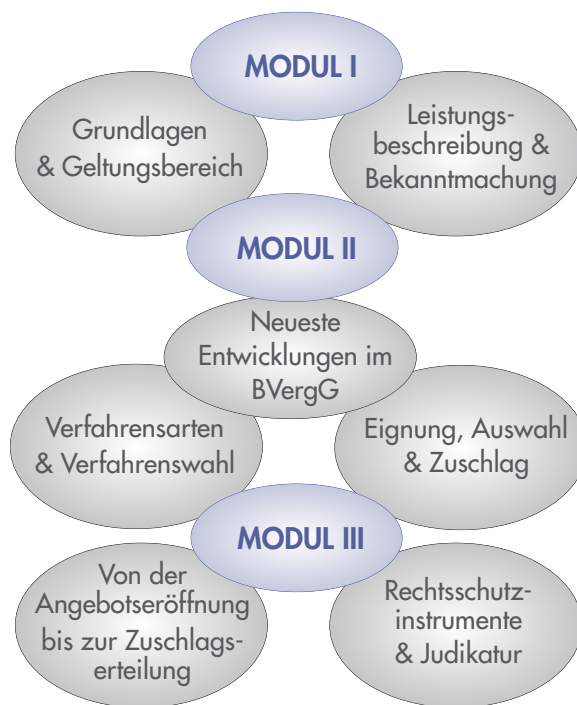 MODUL I
Grundlagen
& Geltungsbereich
Leistungs-
beschreibung &
Bekanntmachung
MODUL II
Neueste
Entwicklungen im
BVergG
Verfahrensarten
& Verfahrenswahl
Eignung, Auswahl
& Zuschlag
MODUL III
Von der
Angebotseröffnung
bis zur Zuschlags-
erteilung
Rechtsschutz-
instrumente
& Judikatur